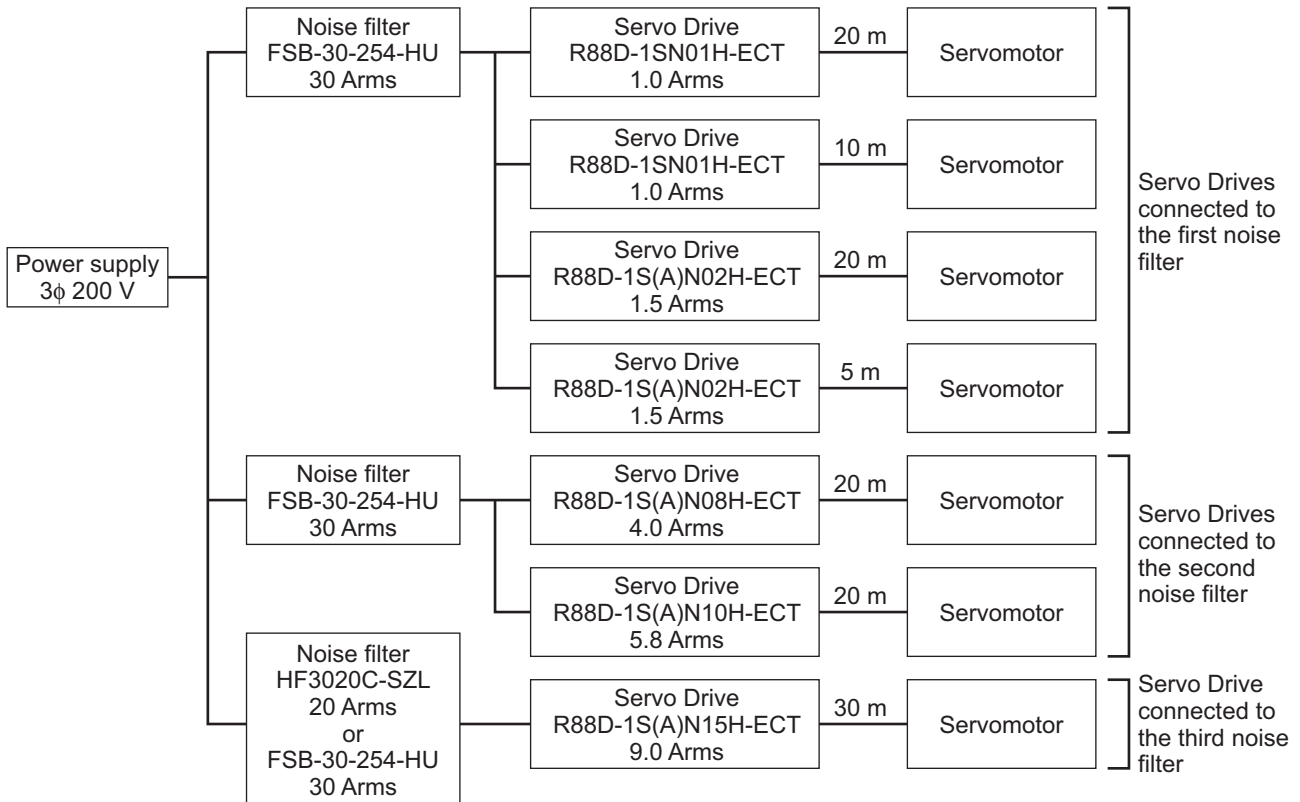 Power supply
3ϕ 200 V
Noise filter
FSB-30-254-HU
30 Arms
Servo Drive
R88D-1SN01H-ECT
1.0 Arms
20 m
Servomotor
Servo Drive
R88D-1SN01H-ECT
1.0 Arms
10 m
Servomotor
Servo Drive
R88D-1S(A)N02H-ECT
1.5 Arms
20 m
Servomotor
Servo Drive
R88D-1S(A)N02H-ECT
1.5 Arms
5 m
Servomotor
Servo Drives
connected to
the first noise
filter
Noise filter
FSB-30-254-HU
30 Arms
Servo Drive
R88D-1S(A)N08H-ECT
4.0 Arms
20 m
Servomotor
Servo Drive
R88D-1S(A)N10H-ECT
5.8 Arms
20 m
Servomotor
Servo Drives
connected to
the second
noise filter
Noise filter
HF3020C-SZL
20 Arms
or
FSB-30-254-HU
30 Arms
Servo Drive
R88D-1S(A)N15H-ECT
9.0 Arms
30 m
Servomotor
Servo Drive
connected to
the third noise
filter